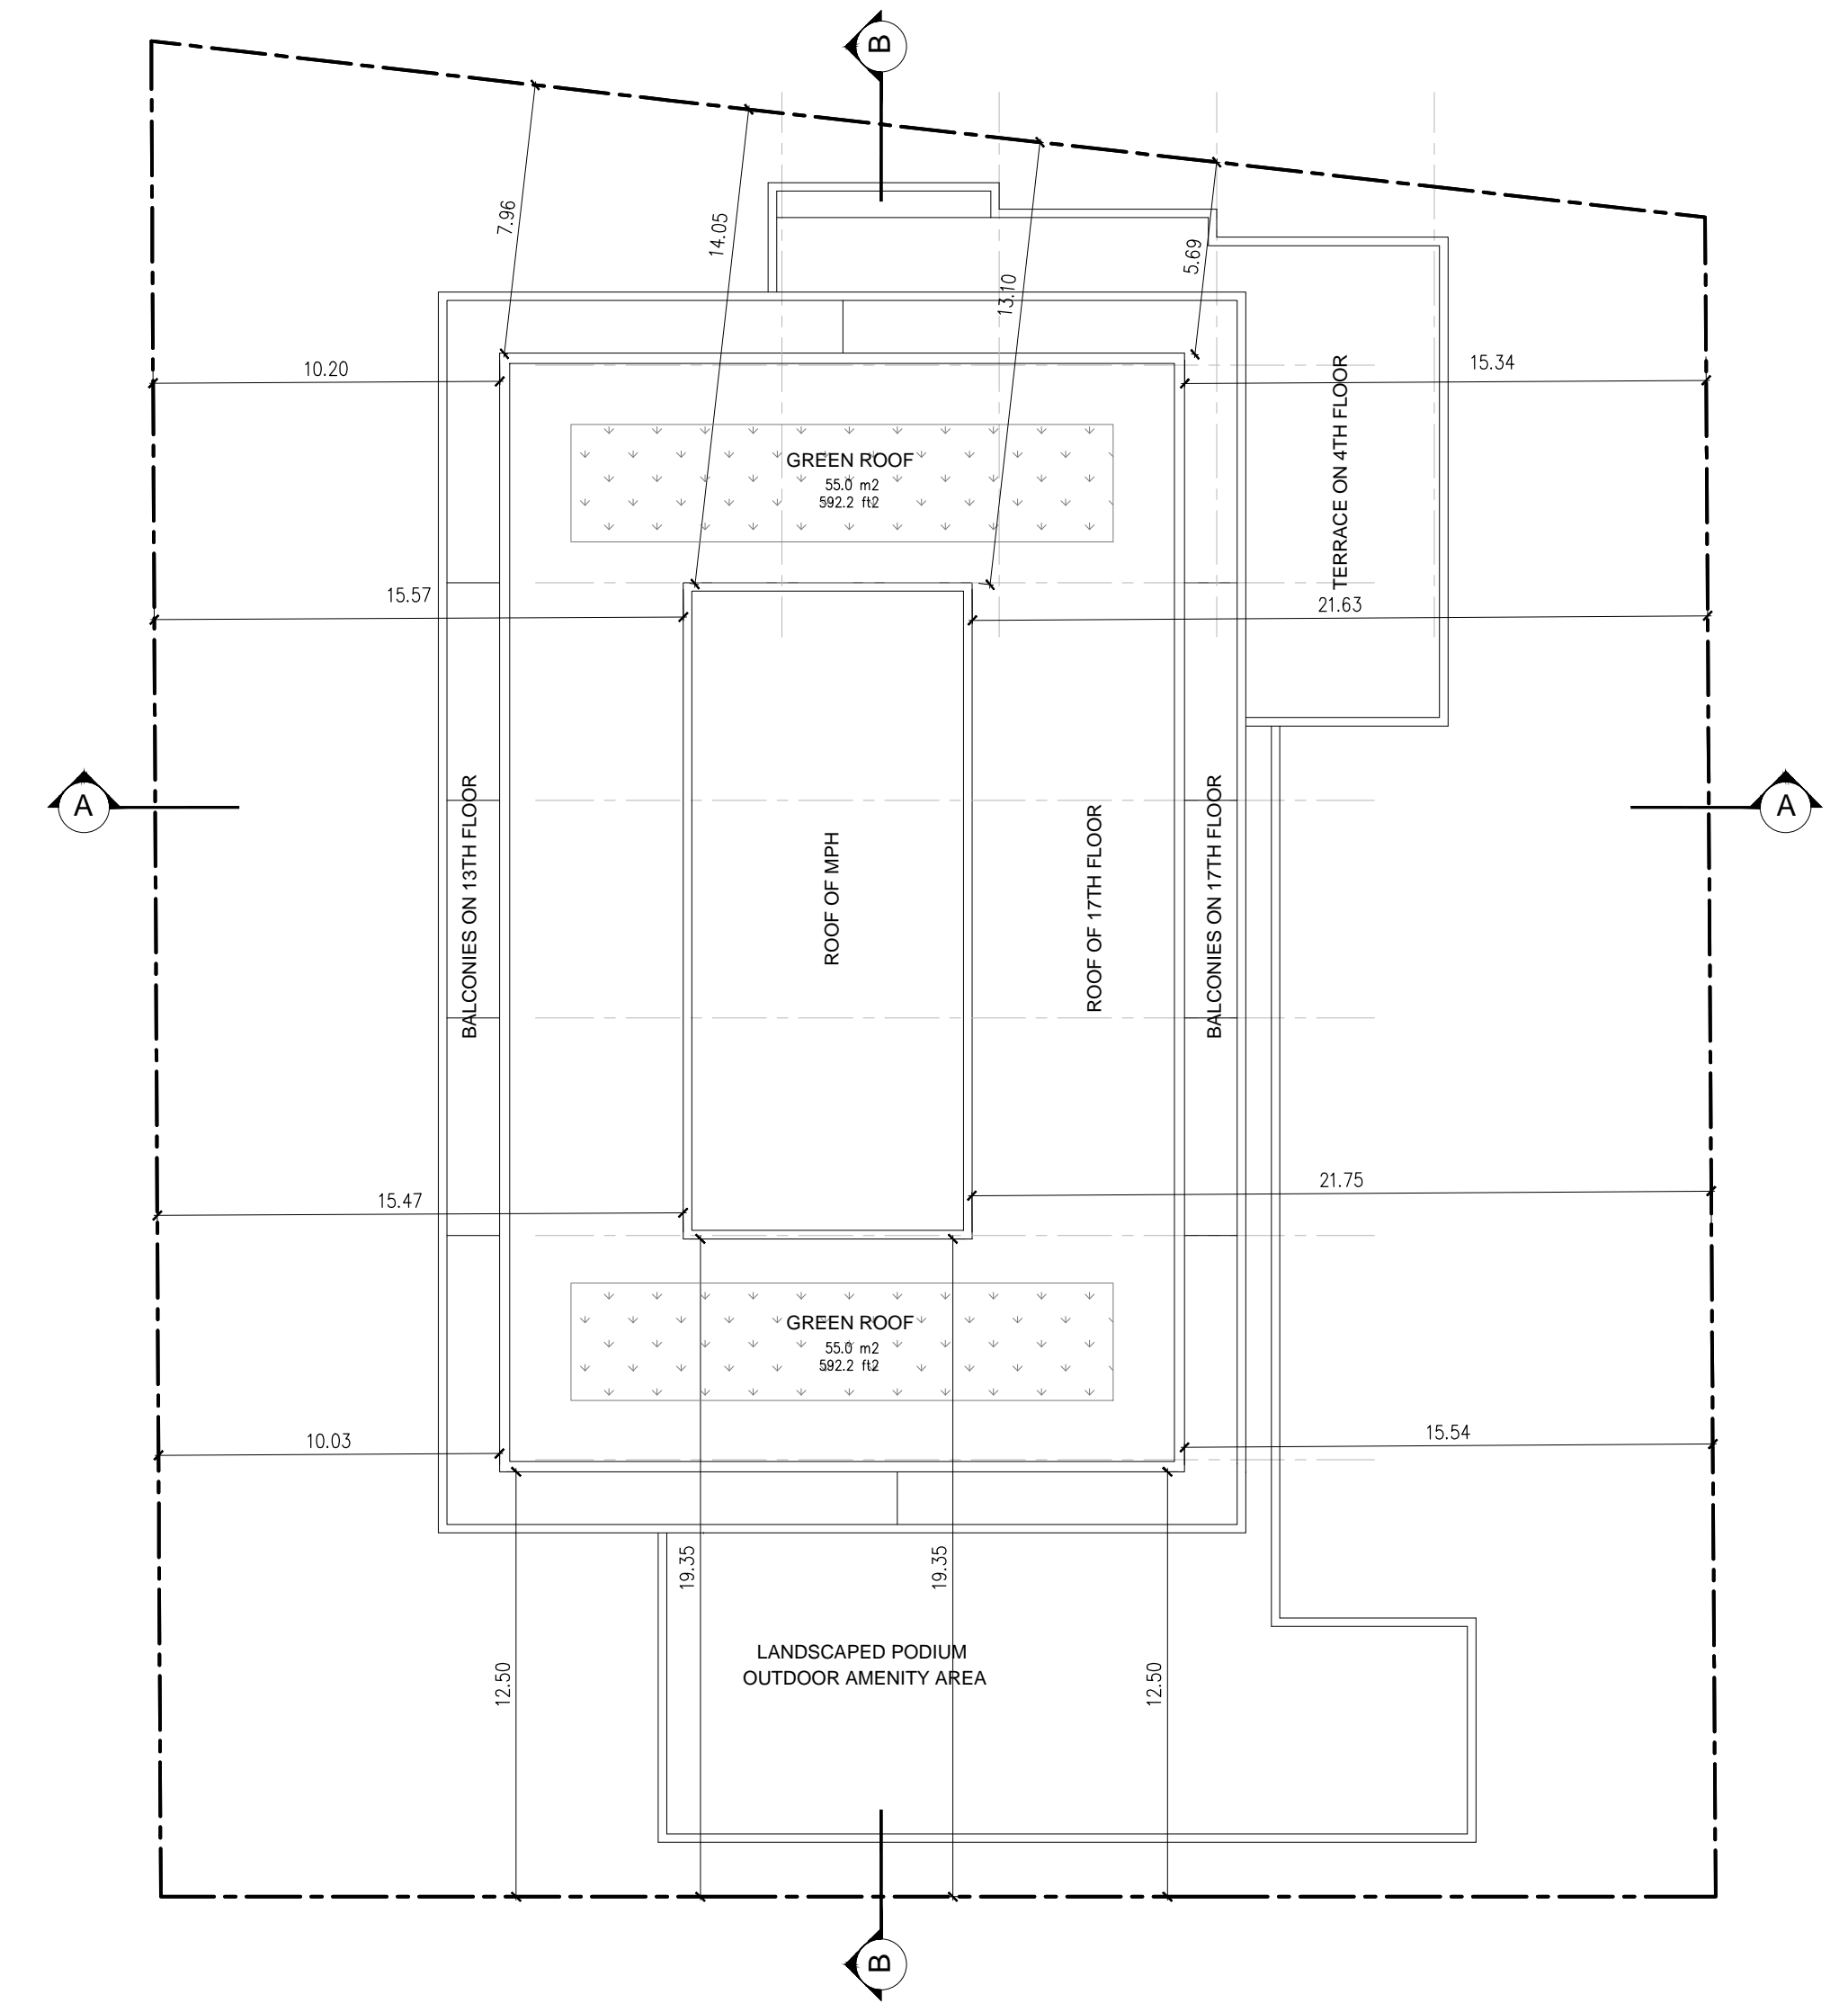 B
7.96
14.05
13.10
5.69
10.20
15.34
TERRACE ON 4TH FLOOR
GREEN ROOF
55.0 m2
592.2 ft2
15.57
21.63
A
A
BALCONIES ON 13TH FLOOR
ROOF OF MPH
ROOF OF 17TH FLOOR
BALCONIES ON 17TH FLOOR
15.47
21.75
GREEN ROOF
55.0 m2
592.2 ft2
10.03
15.54
19.35
19.35
12.50
12.50
LANDSCAPED PODIUM
OUTDOOR AMENITY AREA
B